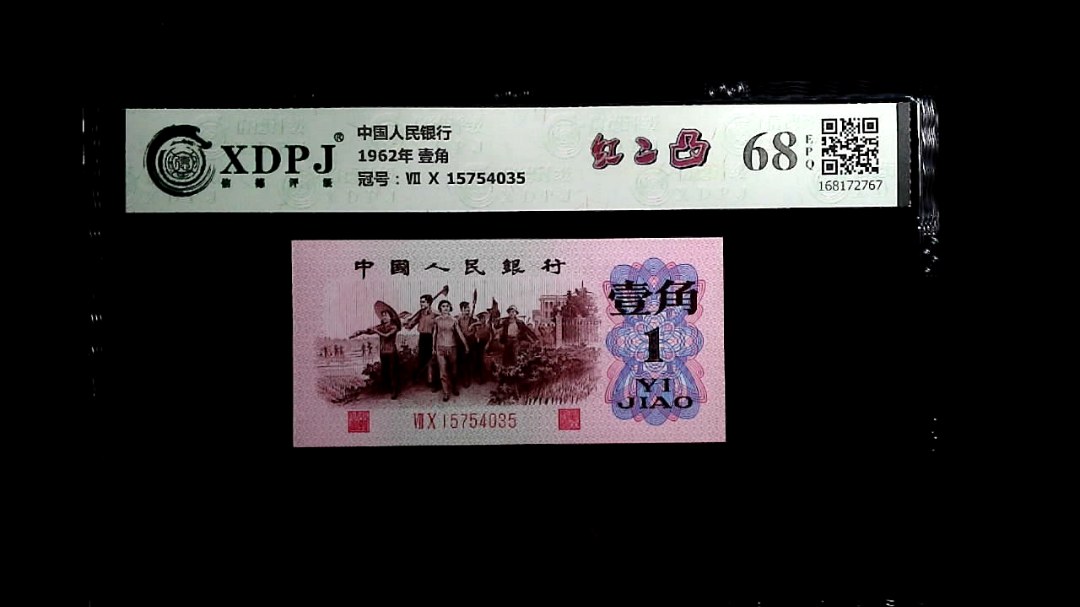 XDPJ®
信德评级
中国人民银行
1962年 壹角
冠号：Ⅶ X 15754035
红二凸
68
EPQ
168172767
中國人民銀行
壹角
1
YI
JIAO
Ⅶ X 15754035